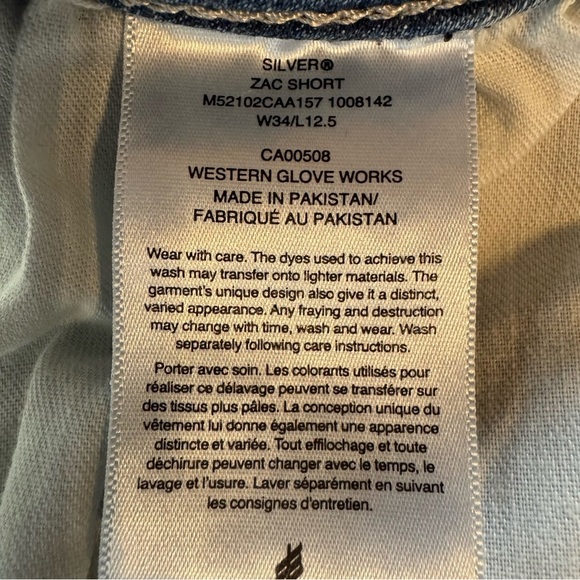 SILVER®
ZAC SHORT
M52102CAA157 1008142
W34/L12.5
CA00508
WESTERN GLOVE WORKS
MADE IN PAKISTAN/
FABRIQUÉ AU PAKISTAN
Wear with care. The dyes used to achieve this
wash may transfer onto lighter materials. The
garment's unique design also give it a distinct,
varied appearance. Any fraying and destruction
may change with time, wash and wear. Wash
separately following care instructions.
Porter avec soin. Les colorants utilisés pour
réaliser ce délavage peuvent se transférer sur
des tissus plus pâles. La conception unique du
vêtement lui donne également une apparence
distincte et variée. Tout effilochage et toute
déchirure peuvent changer avec le temps, le
lavage et l'usure. Laver séparément en suivant
les consignes d'entretien.